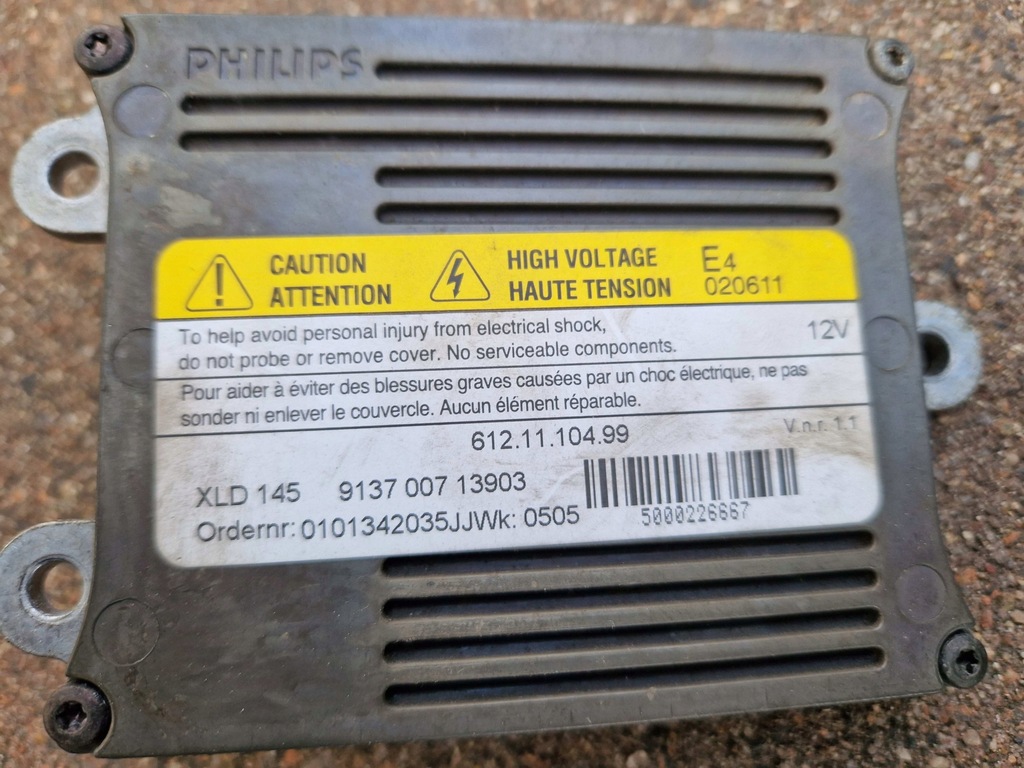 PHILIPS
CAUTION
ATTENTION
HIGH VOLTAGE
HAUTE TENSION
E4
020611
To help avoid personal injury from electrical shock,
do not probe or remove cover. No serviceable components.
12V
Pour aider à éviter des blessures graves causées par un choc électrique, ne pas
sonder ni enlever le couvercle. Aucun élément réparable.
612.11.104.99
V.n.r. 1.1
XLD 145 9137 007 13903
Ordernr: 0101342035JJWk: 0505
5000226667